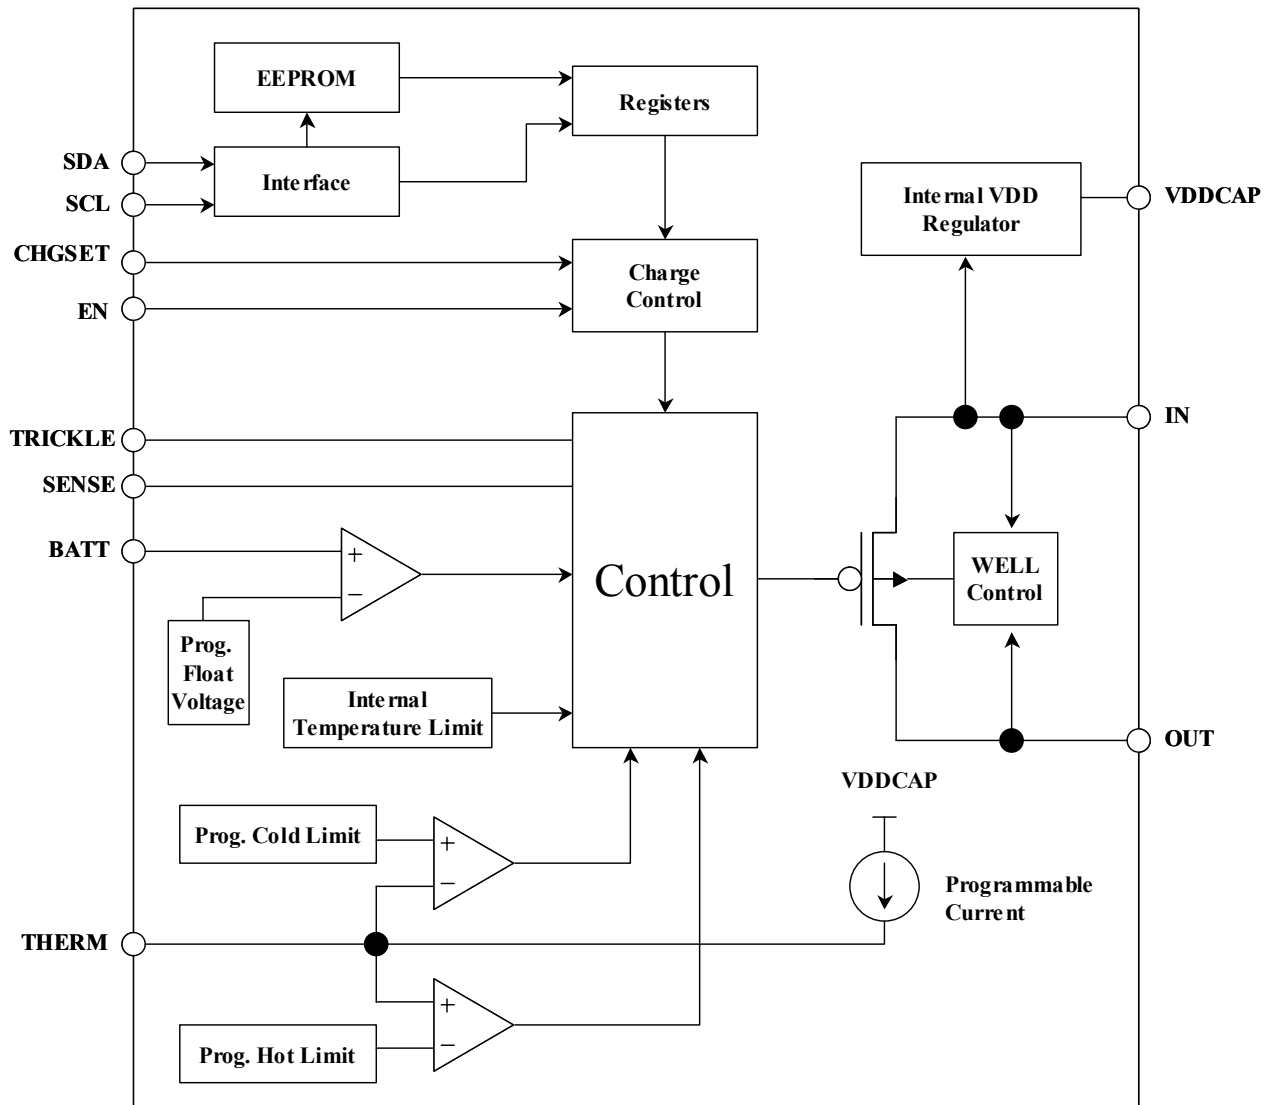 EEPROM
Registers
SDA
Interface
SCL
Internal VDD
Regulator
VDDCAP
CHGSET
Charge
Control
EN
TRICKLE
IN
SENSE
BATT
+
−
Control
WELL
Control
Prog.
Float
Voltage
Internal
Temperature Limit
OUT
VDDCAP
Prog. Cold Limit
+
−
Programmable
Current
THERM
+
−
Prog. Hot Limit